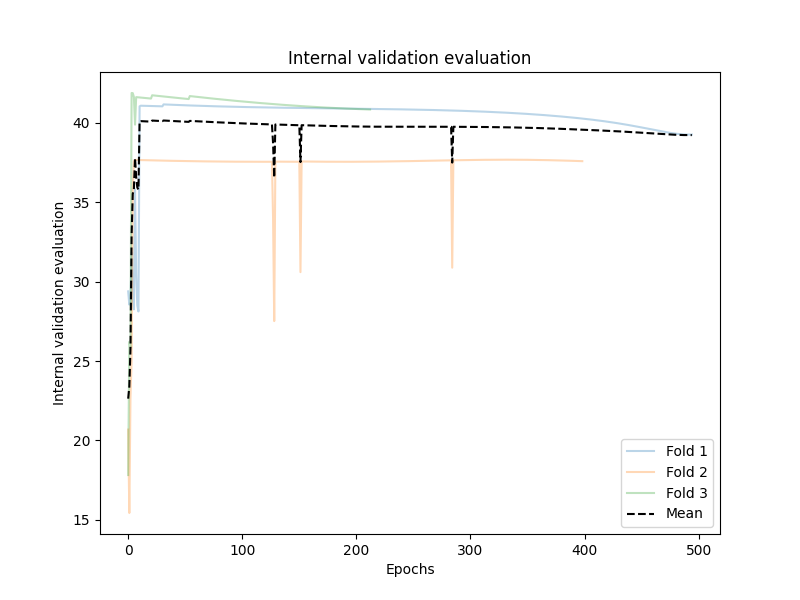 Internal validation evaluation
Internal validation evaluation
40
35
30
25
20
15
0
100
200
300
400
500
Epochs
Fold 1
Fold 2
Fold 3
Mean